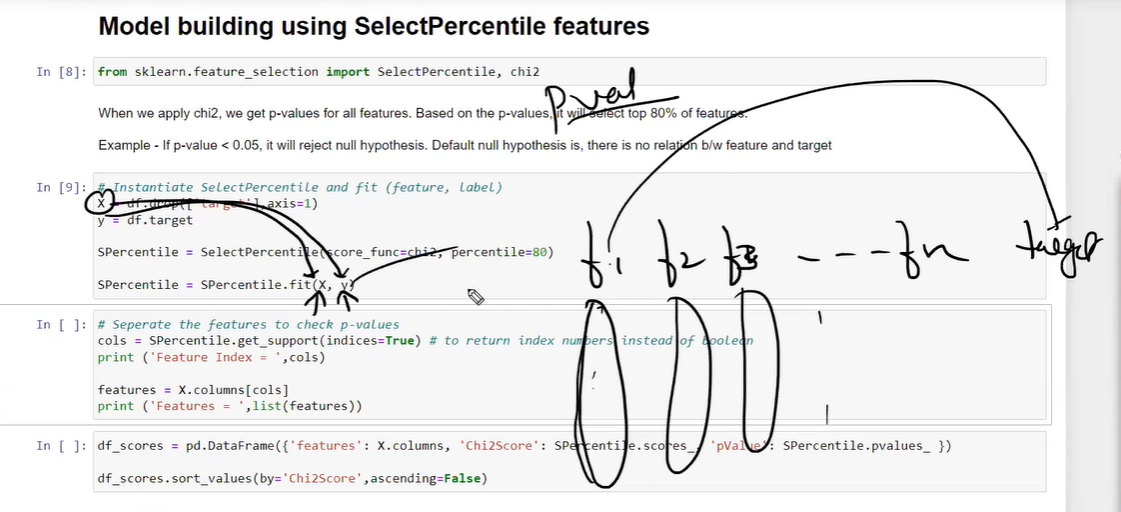 Model building using SelectPercentile features
In [8]: from sklearn.feature_selection import SelectPercentile, chi2
p val
When we apply chi2, we get p-values for all features. Based on the p-values, it will select top 80% of features.
Example - If p-value < 0.05, it will reject null hypothesis. Default null hypothesis is, there is no relation b/w feature and target
In [9]: # Instantiate SelectPercentile and fit (feature, label)
X = df.drop(['target'],axis=1)
y = df.target
f1 f2 f3 - - - fn target
SPercentile = SelectPercentile(score_func=chi2, percentile=80)
SPercentile = SPercentile.fit(X, y)
In [ ]: # Seperate the features to check p-values
cols = SPercentile.get_support(indices=True) # to return index numbers instead of boolean
print ('Feature Index = ',cols)
features = X.columns[cols]
print ('Features = ',list(features))
In [ ]: df_scores = pd.DataFrame({'features': X.columns, 'Chi2Score': SPercentile.scores_, 'pValue': SPercentile.pvalues_ })
df_scores.sort_values(by='Chi2Score',ascending=False)